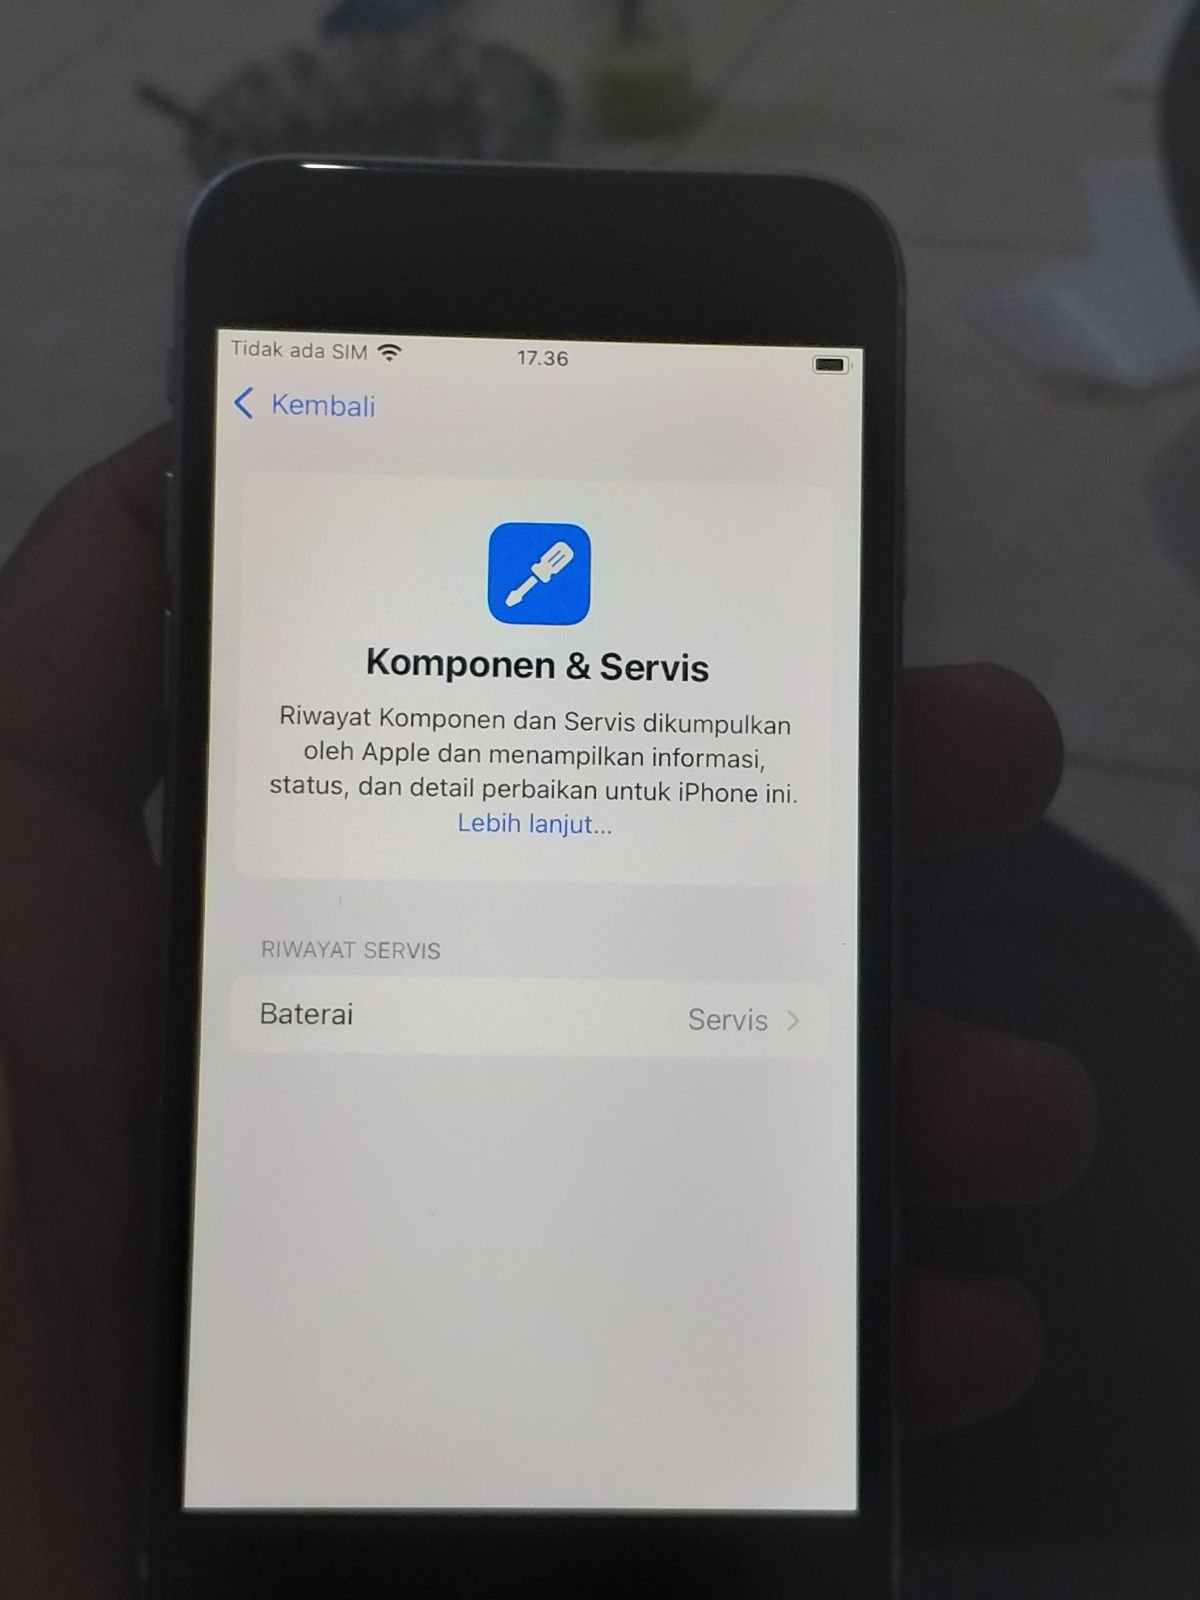 Tidak ada SIM
17.36
Kembali
Komponen & Servis
Riwayat Komponen dan Servis dikumpulkan
oleh Apple dan menampilkan informasi,
status, dan detail perbaikan untuk iPhone ini.
Lebih lanjut...
RIWAYAT SERVIS
Baterai Servis